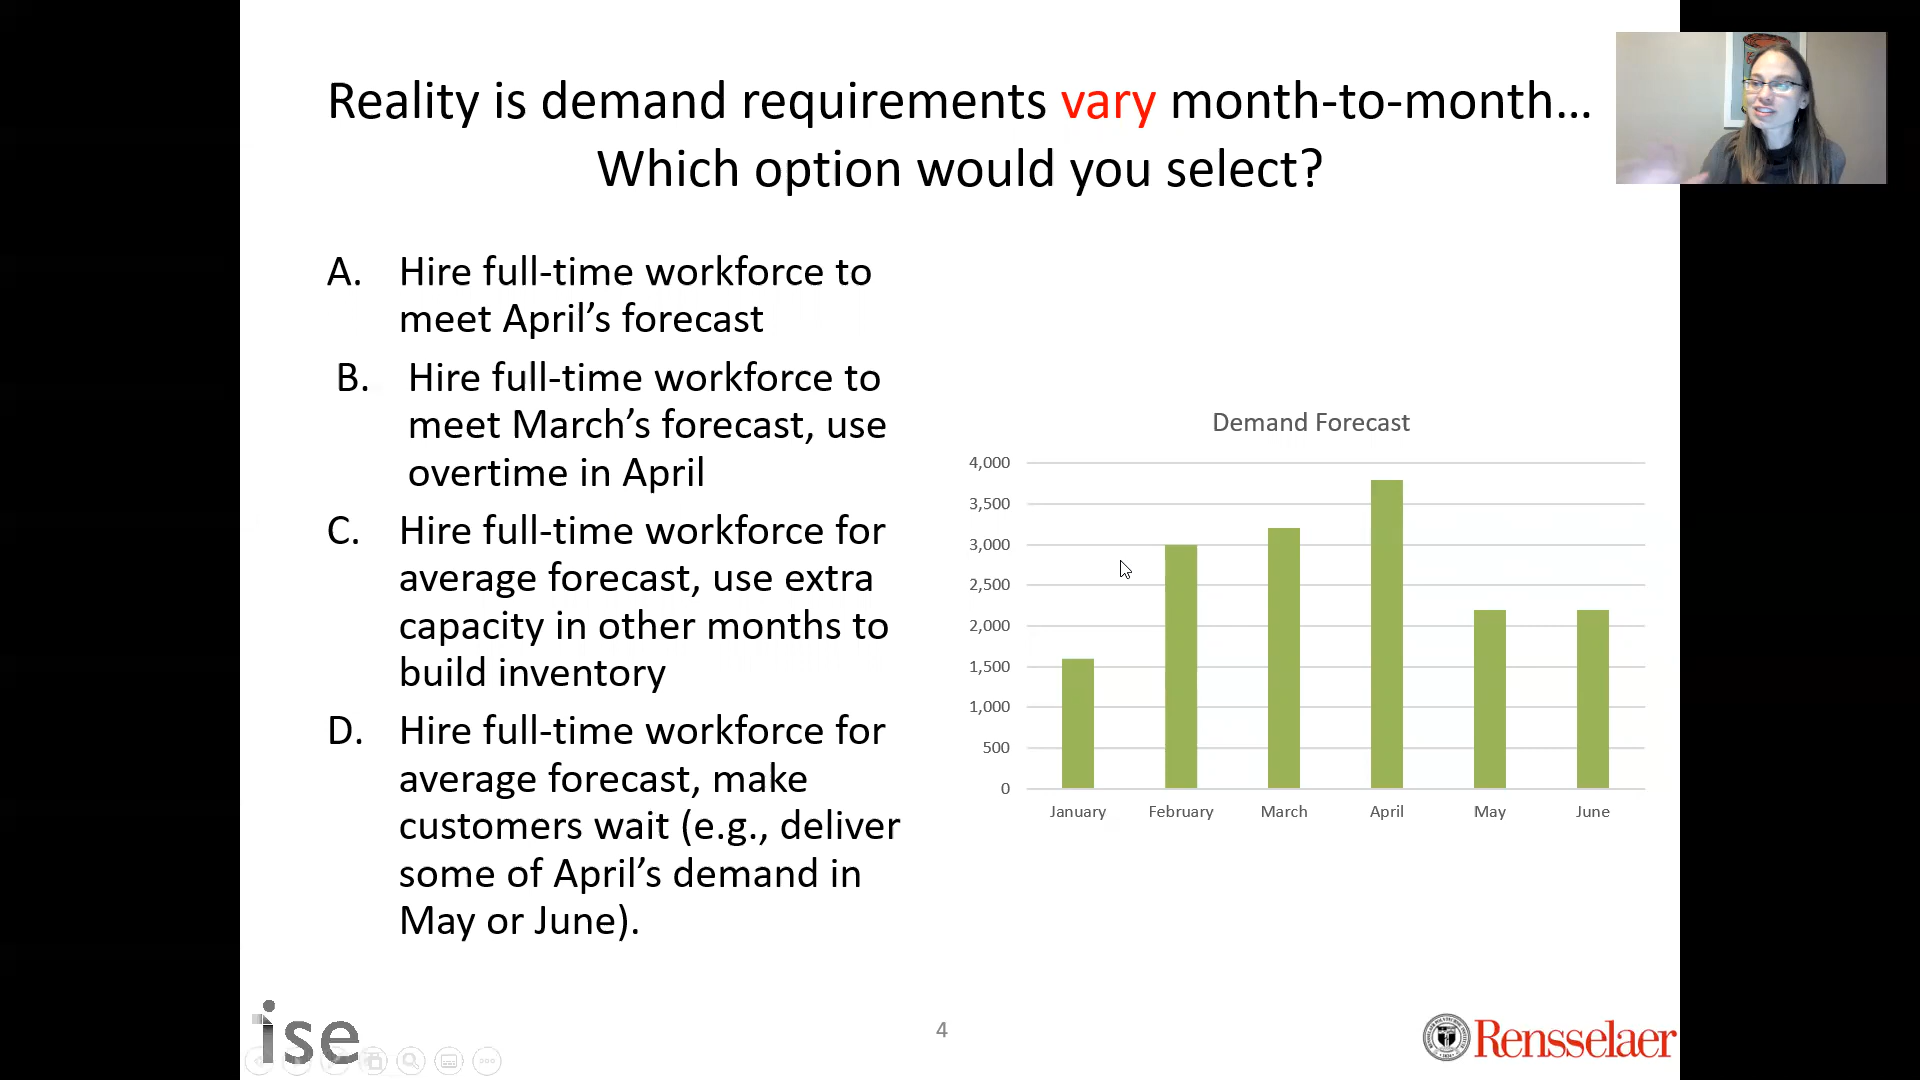 Reality is demand requirements vary month-to-month…
Which option would you select?
A. Hire full-time workforce to
meet April’s forecast
B. Hire full-time workforce to
meet March’s forecast, use
overtime in April
C. Hire full-time workforce for
average forecast, use extra
capacity in other months to
build inventory
D. Hire full-time workforce for
average forecast, make
customers wait (e.g., deliver
some of April’s demand in
May or June).
Demand Forecast
4,000
3,500
3,000
2,500
2,000
1,500
1,000
500
0
January February March April May June
ise
4
Rensselaer